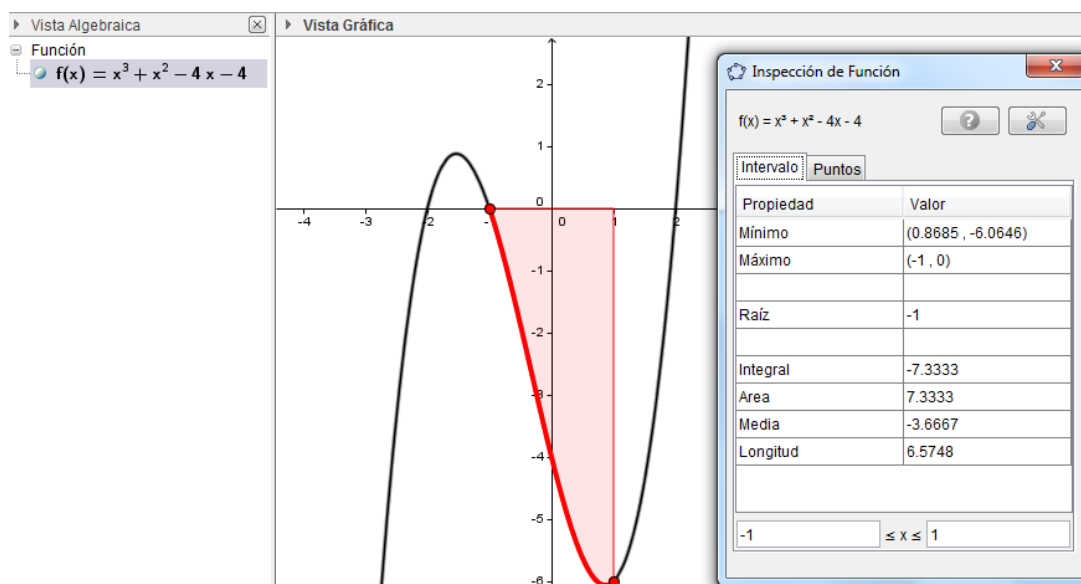 Vista Algebraica
Función
f(x) = x³ + x² − 4 x − 4
Vista Gráfica
2
1
0
-4 -3 -2 - 0 1 2
-1
-2
-3
-4
-5
-6
Inspección de Función
f(x) = x³ + x² - 4x - 4
Intervalo Puntos
Propiedad Valor
Mínimo (0.8685 , -6.0646)
Máximo (-1 , 0)
Raíz -1
Integral -7.3333
Area 7.3333
Media -3.6667
Longitud 6.5748
-1 ≤ x ≤ 1